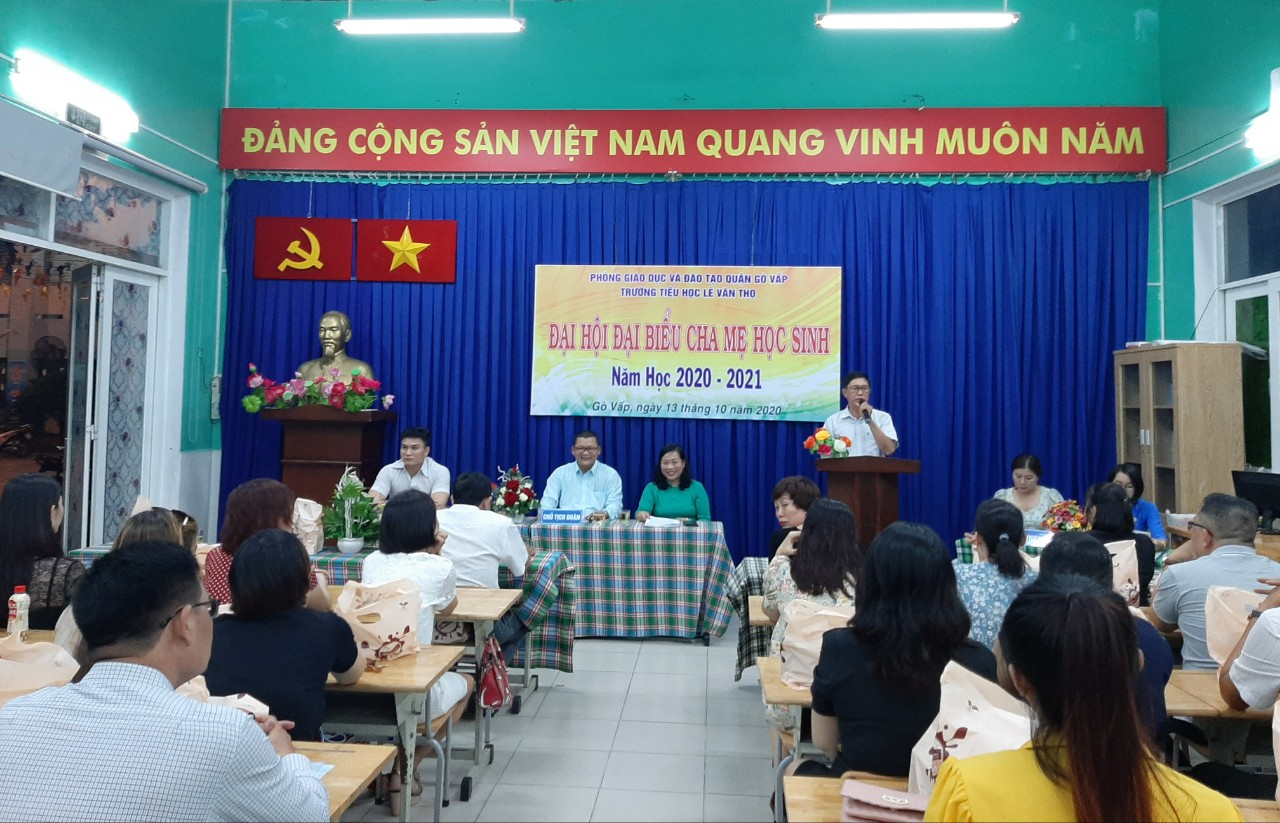 ĐẢNG CỘNG SẢN VIỆT NAM QUANG VINH MUÔN NĂM
PHÒNG GIÁO DỤC VÀ ĐÀO TẠO QUẬN GÒ VẤP
TRƯỜNG TIỂU HỌC LÊ VĂN THỌ
ĐẠI HỘI ĐẠI BIỂU CHA MẸ HỌC SINH
Năm Học 2020 - 2021
Gò Vấp, ngày 13 tháng 10 năm 2020
CHỦ TỊCH ĐOÀN